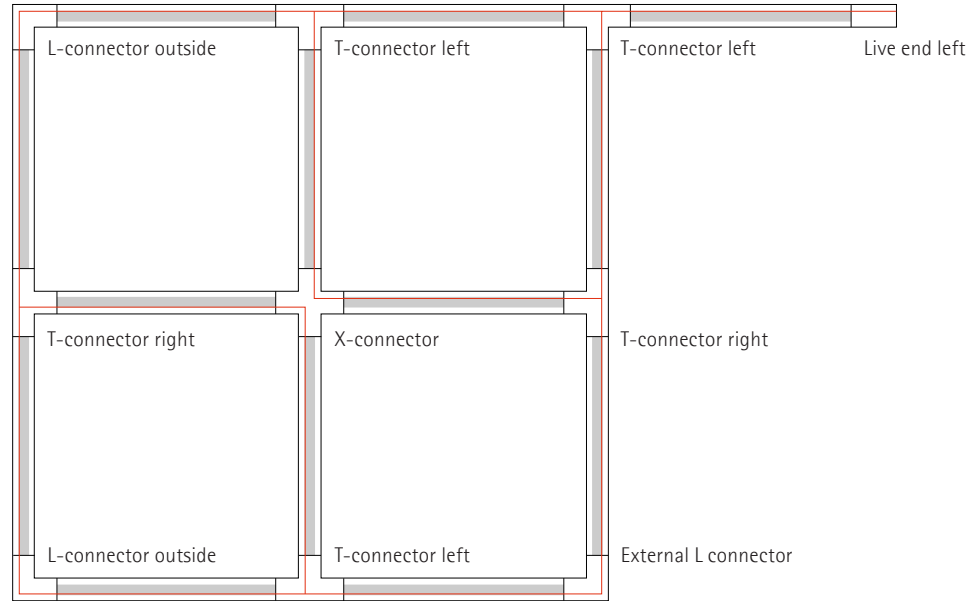 L-connector outside
T-connector left
T-connector left
Live end left
T-connector right
X-connector
T-connector right
L-connector outside
T-connector left
External L connector